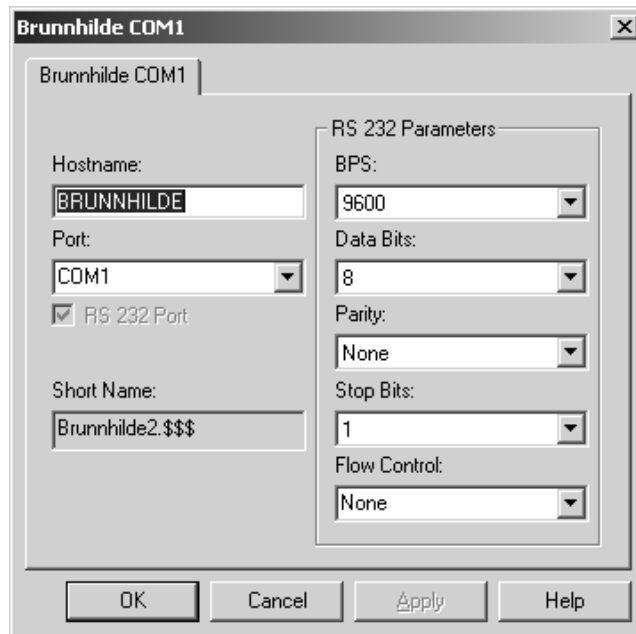 Brunnhilde COM1
Brunnhilde COM1
Hostname:
BRUNNHILDE
Port:
COM1
RS 232 Port
Short Name:
Brunnhilde2.$$$
RS 232 Parameters
BPS:
9600
Data Bits:
8
Parity:
None
Stop Bits:
1
Flow Control:
None
OK
Cancel
Apply
Help